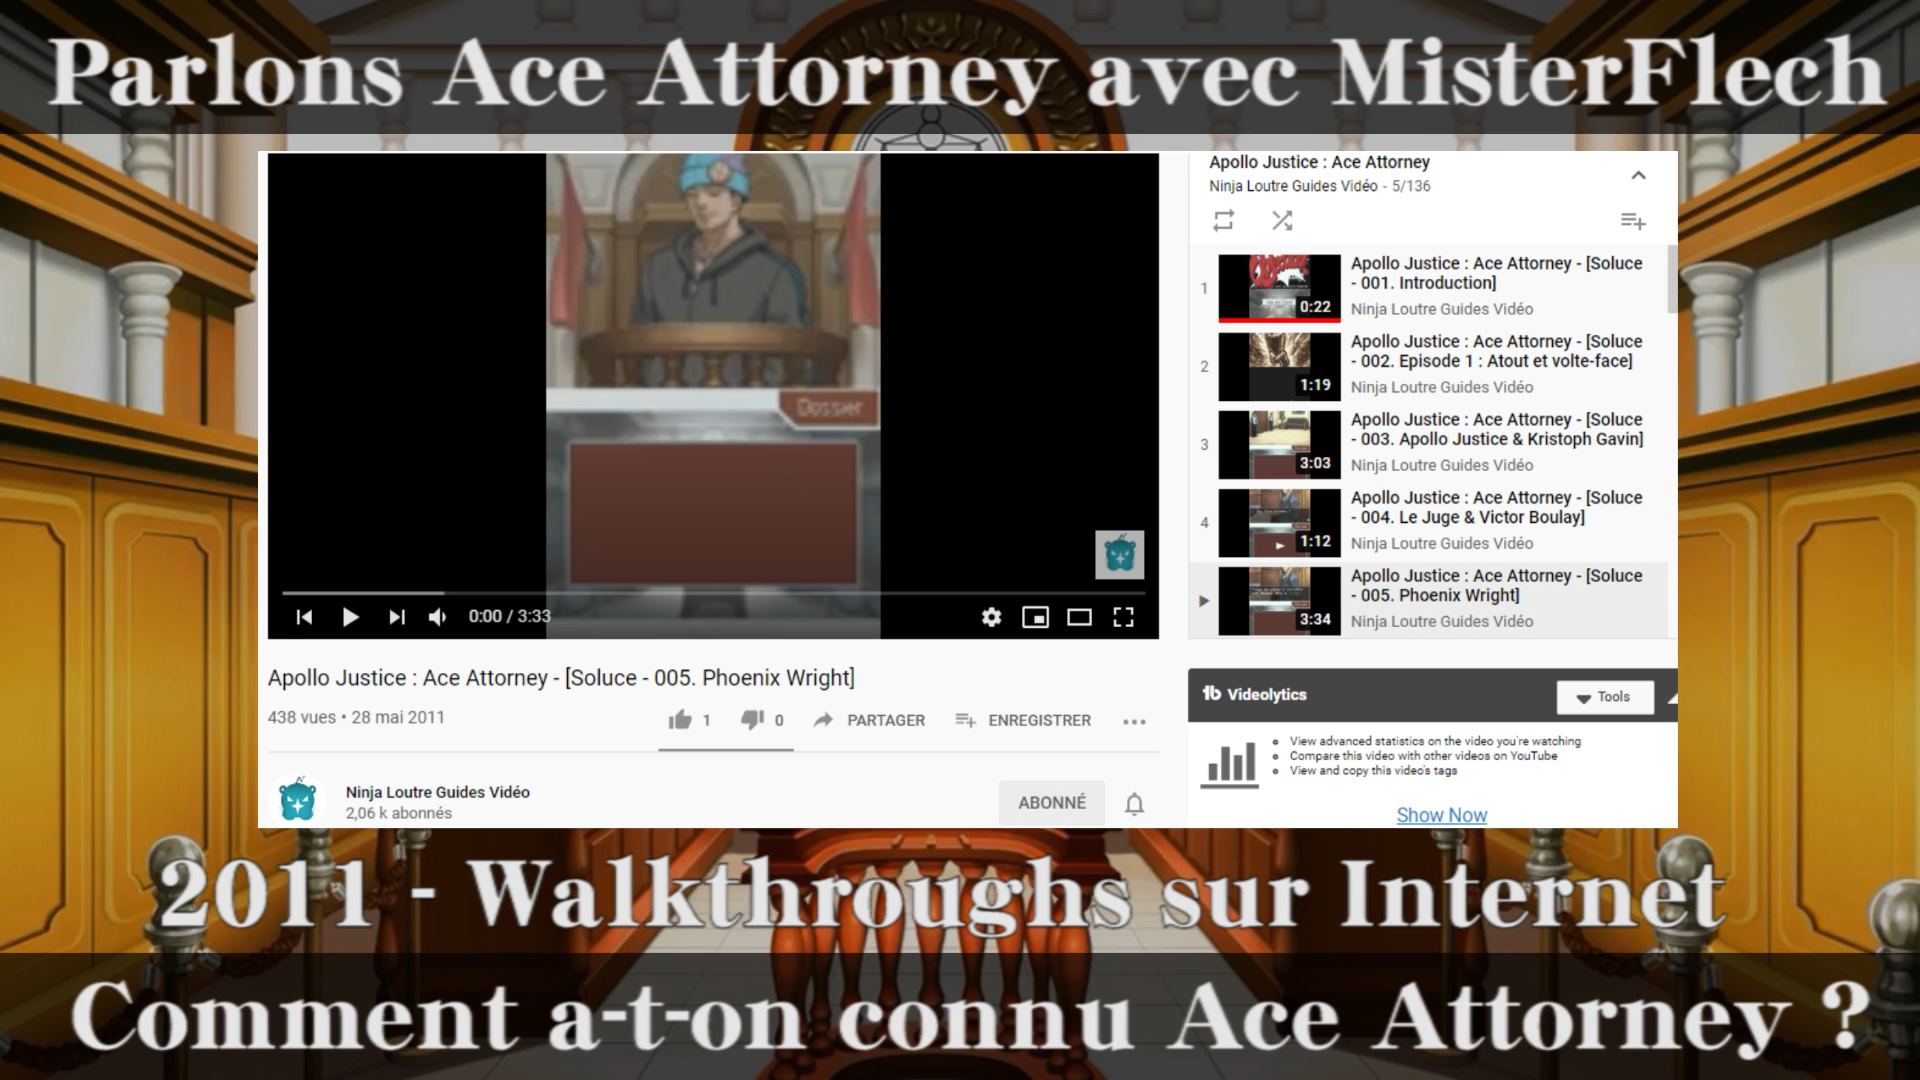 Parlons Ace Attorney avec MisterFlech
Dossier
0:00 / 3:33
Apollo Justice : Ace Attorney - [Soluce - 005. Phoenix Wright]
438 vues • 28 mai 2011
1
0
PARTAGER
ENREGISTRER
Ninja Loutre Guides Vidéo
2,06 k abonnés
ABONNÉ
Apollo Justice : Ace Attorney
Ninja Loutre Guides Vidéo - 5/136
1
0:22
Apollo Justice : Ace Attorney - [Soluce
- 001. Introduction]
Ninja Loutre Guides Vidéo
2
1:19
Apollo Justice : Ace Attorney - [Soluce
- 002. Episode 1 : Atout et volte-face]
Ninja Loutre Guides Vidéo
3
3:03
Apollo Justice : Ace Attorney - [Soluce
- 003. Apollo Justice & Kristoph Gavin]
Ninja Loutre Guides Vidéo
4
1:12
Apollo Justice : Ace Attorney - [Soluce
- 004. Le Juge & Victor Boulay]
Ninja Loutre Guides Vidéo
3:34
Apollo Justice : Ace Attorney - [Soluce
- 005. Phoenix Wright]
Ninja Loutre Guides Vidéo
tb Videolytics
Tools
View advanced statistics on the video you're watching
Compare this video with other videos on YouTube
View and copy this video's tags
Show Now
2011 - Walkthroughs sur Internet
Comment a-t-on connu Ace Attorney ?